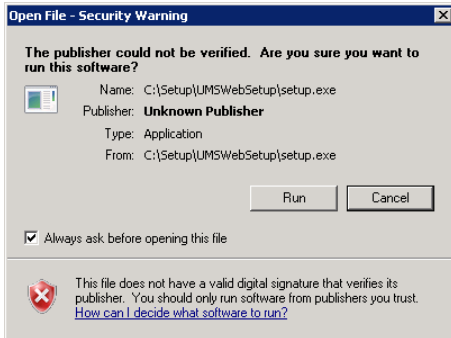 Open File - Security Warning
The publisher could not be verified.  Are you sure you want to
run this software?
Name: C:\Setup\UMSWebSetup\setup.exe
Publisher: Unknown Publisher
Type: Application
From: C:\Setup\UMSWebSetup\setup.exe
Run Cancel
Always ask before opening this file
This file does not have a valid digital signature that verifies its
publisher.  You should only run software from publishers you trust.
How can I decide what software to run?